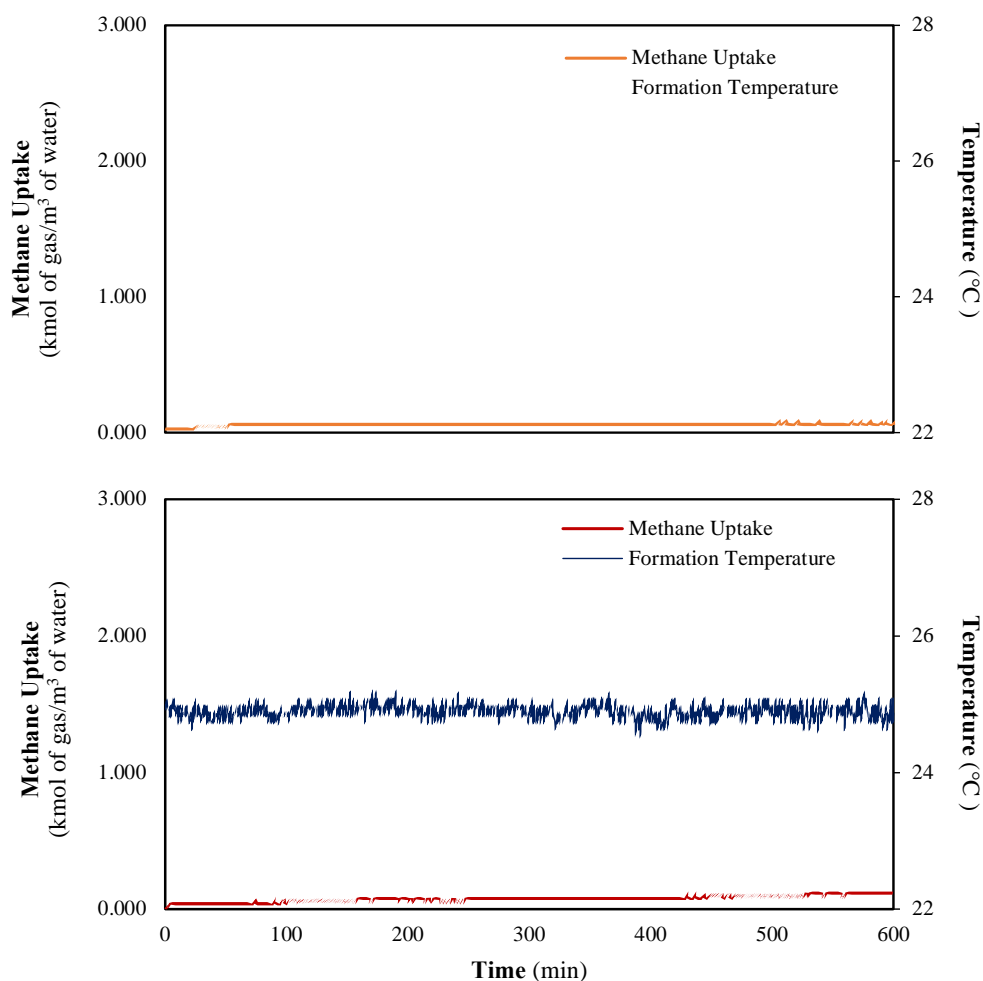 3.000
2.000
1.000
0.000
Methane Uptake
(kmol of gas/m³ of water)
Methane Uptake
Formation Temperature
28
26
24
22
Temperature (°C )
3.000
2.000
1.000
0.000
Methane Uptake
(kmol of gas/m³ of water)
Methane Uptake
Formation Temperature
28
26
24
22
Temperature (°C )
0 100 200 300 400 500 600
Time (min)